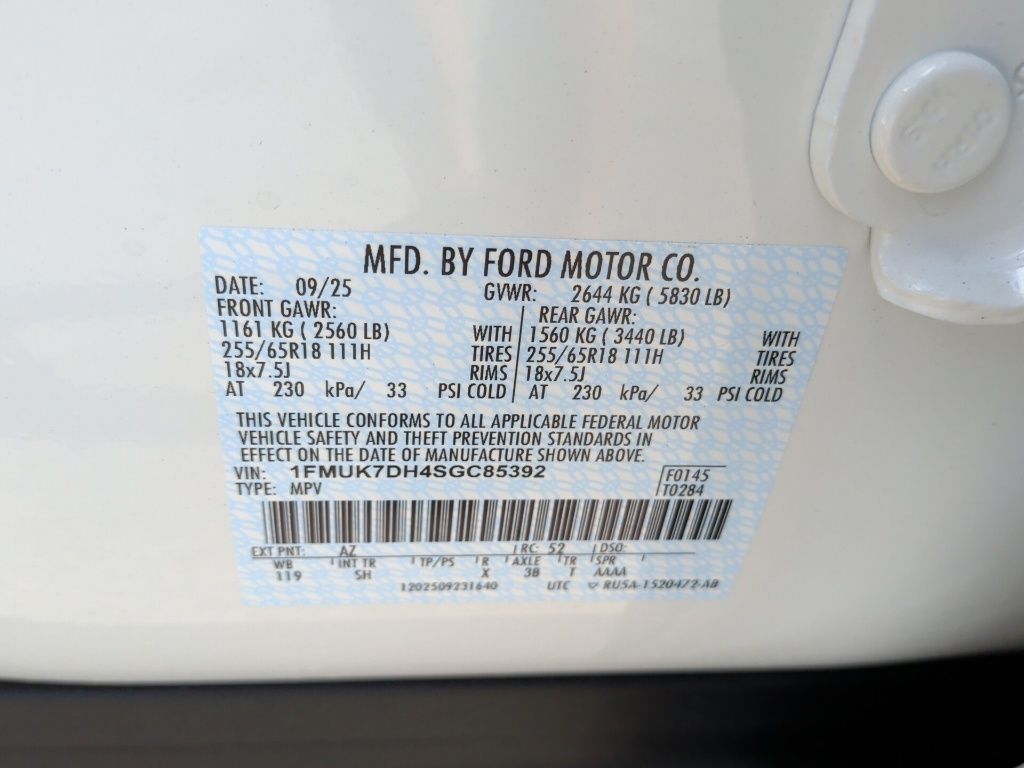 MFD. BY FORD MOTOR CO.
DATE: 09/25 GVWR: 2644 KG ( 5830 LB)
FRONT GAWR: REAR GAWR:
1161 KG ( 2560 LB) WITH 1560 KG ( 3440 LB) WITH
255/65R18 111H TIRES 255/65R18 111H TIRES
18x7.5J RIMS 18x7.5J RIMS
AT 230 kPa/ 33 PSI COLD AT 230 kPa/ 33 PSI COLD
THIS VEHICLE CONFORMS TO ALL APPLICABLE FEDERAL MOTOR
VEHICLE SAFETY AND THEFT PREVENTION STANDARDS IN
EFFECT ON THE DATE OF MANUFACTURE SHOWN ABOVE.
VIN: 1FMUK7DH4SGC85392 F0145
TYPE: MPV T0284
EXT PNT: AZ RC: 52 DSO:
WB INT TR TP/PS R AXLE TR SPR
119 SH X 3B T AAAA
1202509231640 UTC RU5A-1520472-AB